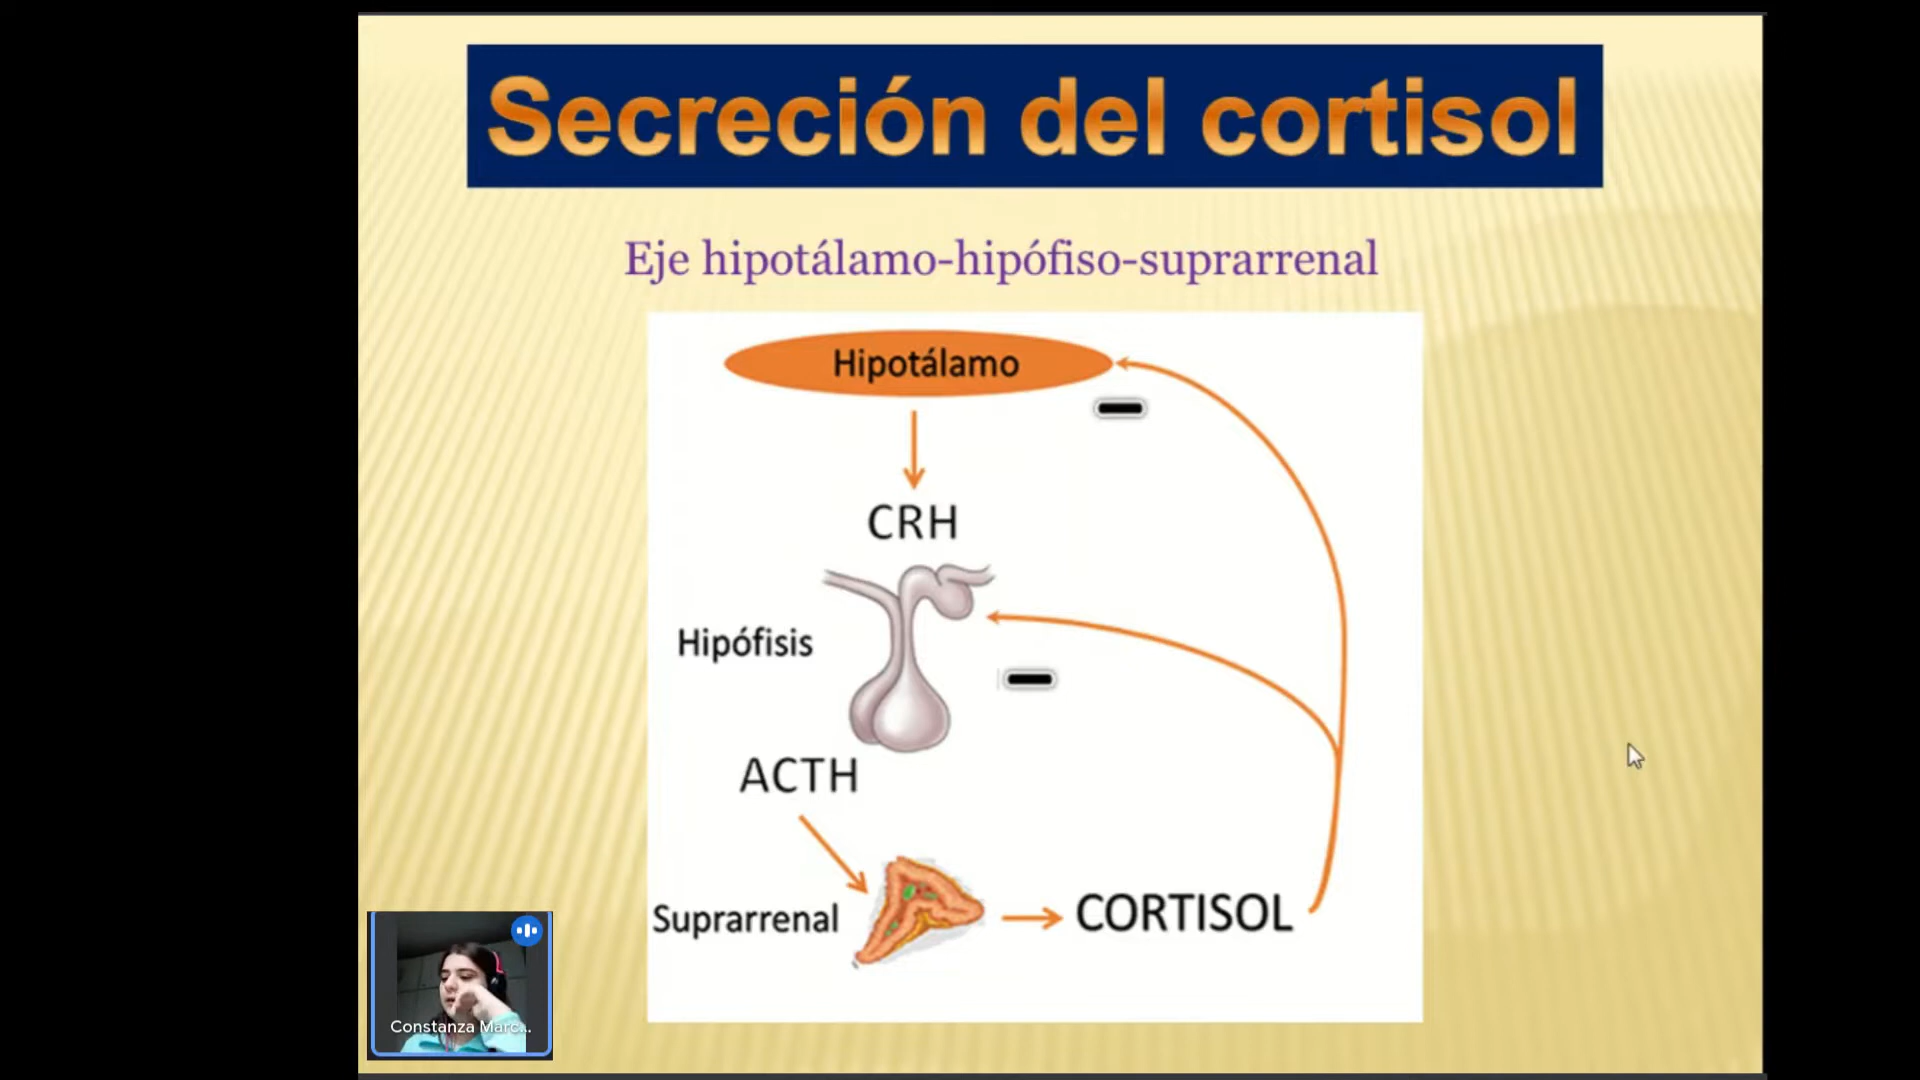 Secreción del cortisol
Eje hipotálamo-hipófiso-suprarrenal
Hipotálamo
CRH
Hipófisis
ACTH
Suprarrenal
CORTISOL
Constanza Marc...